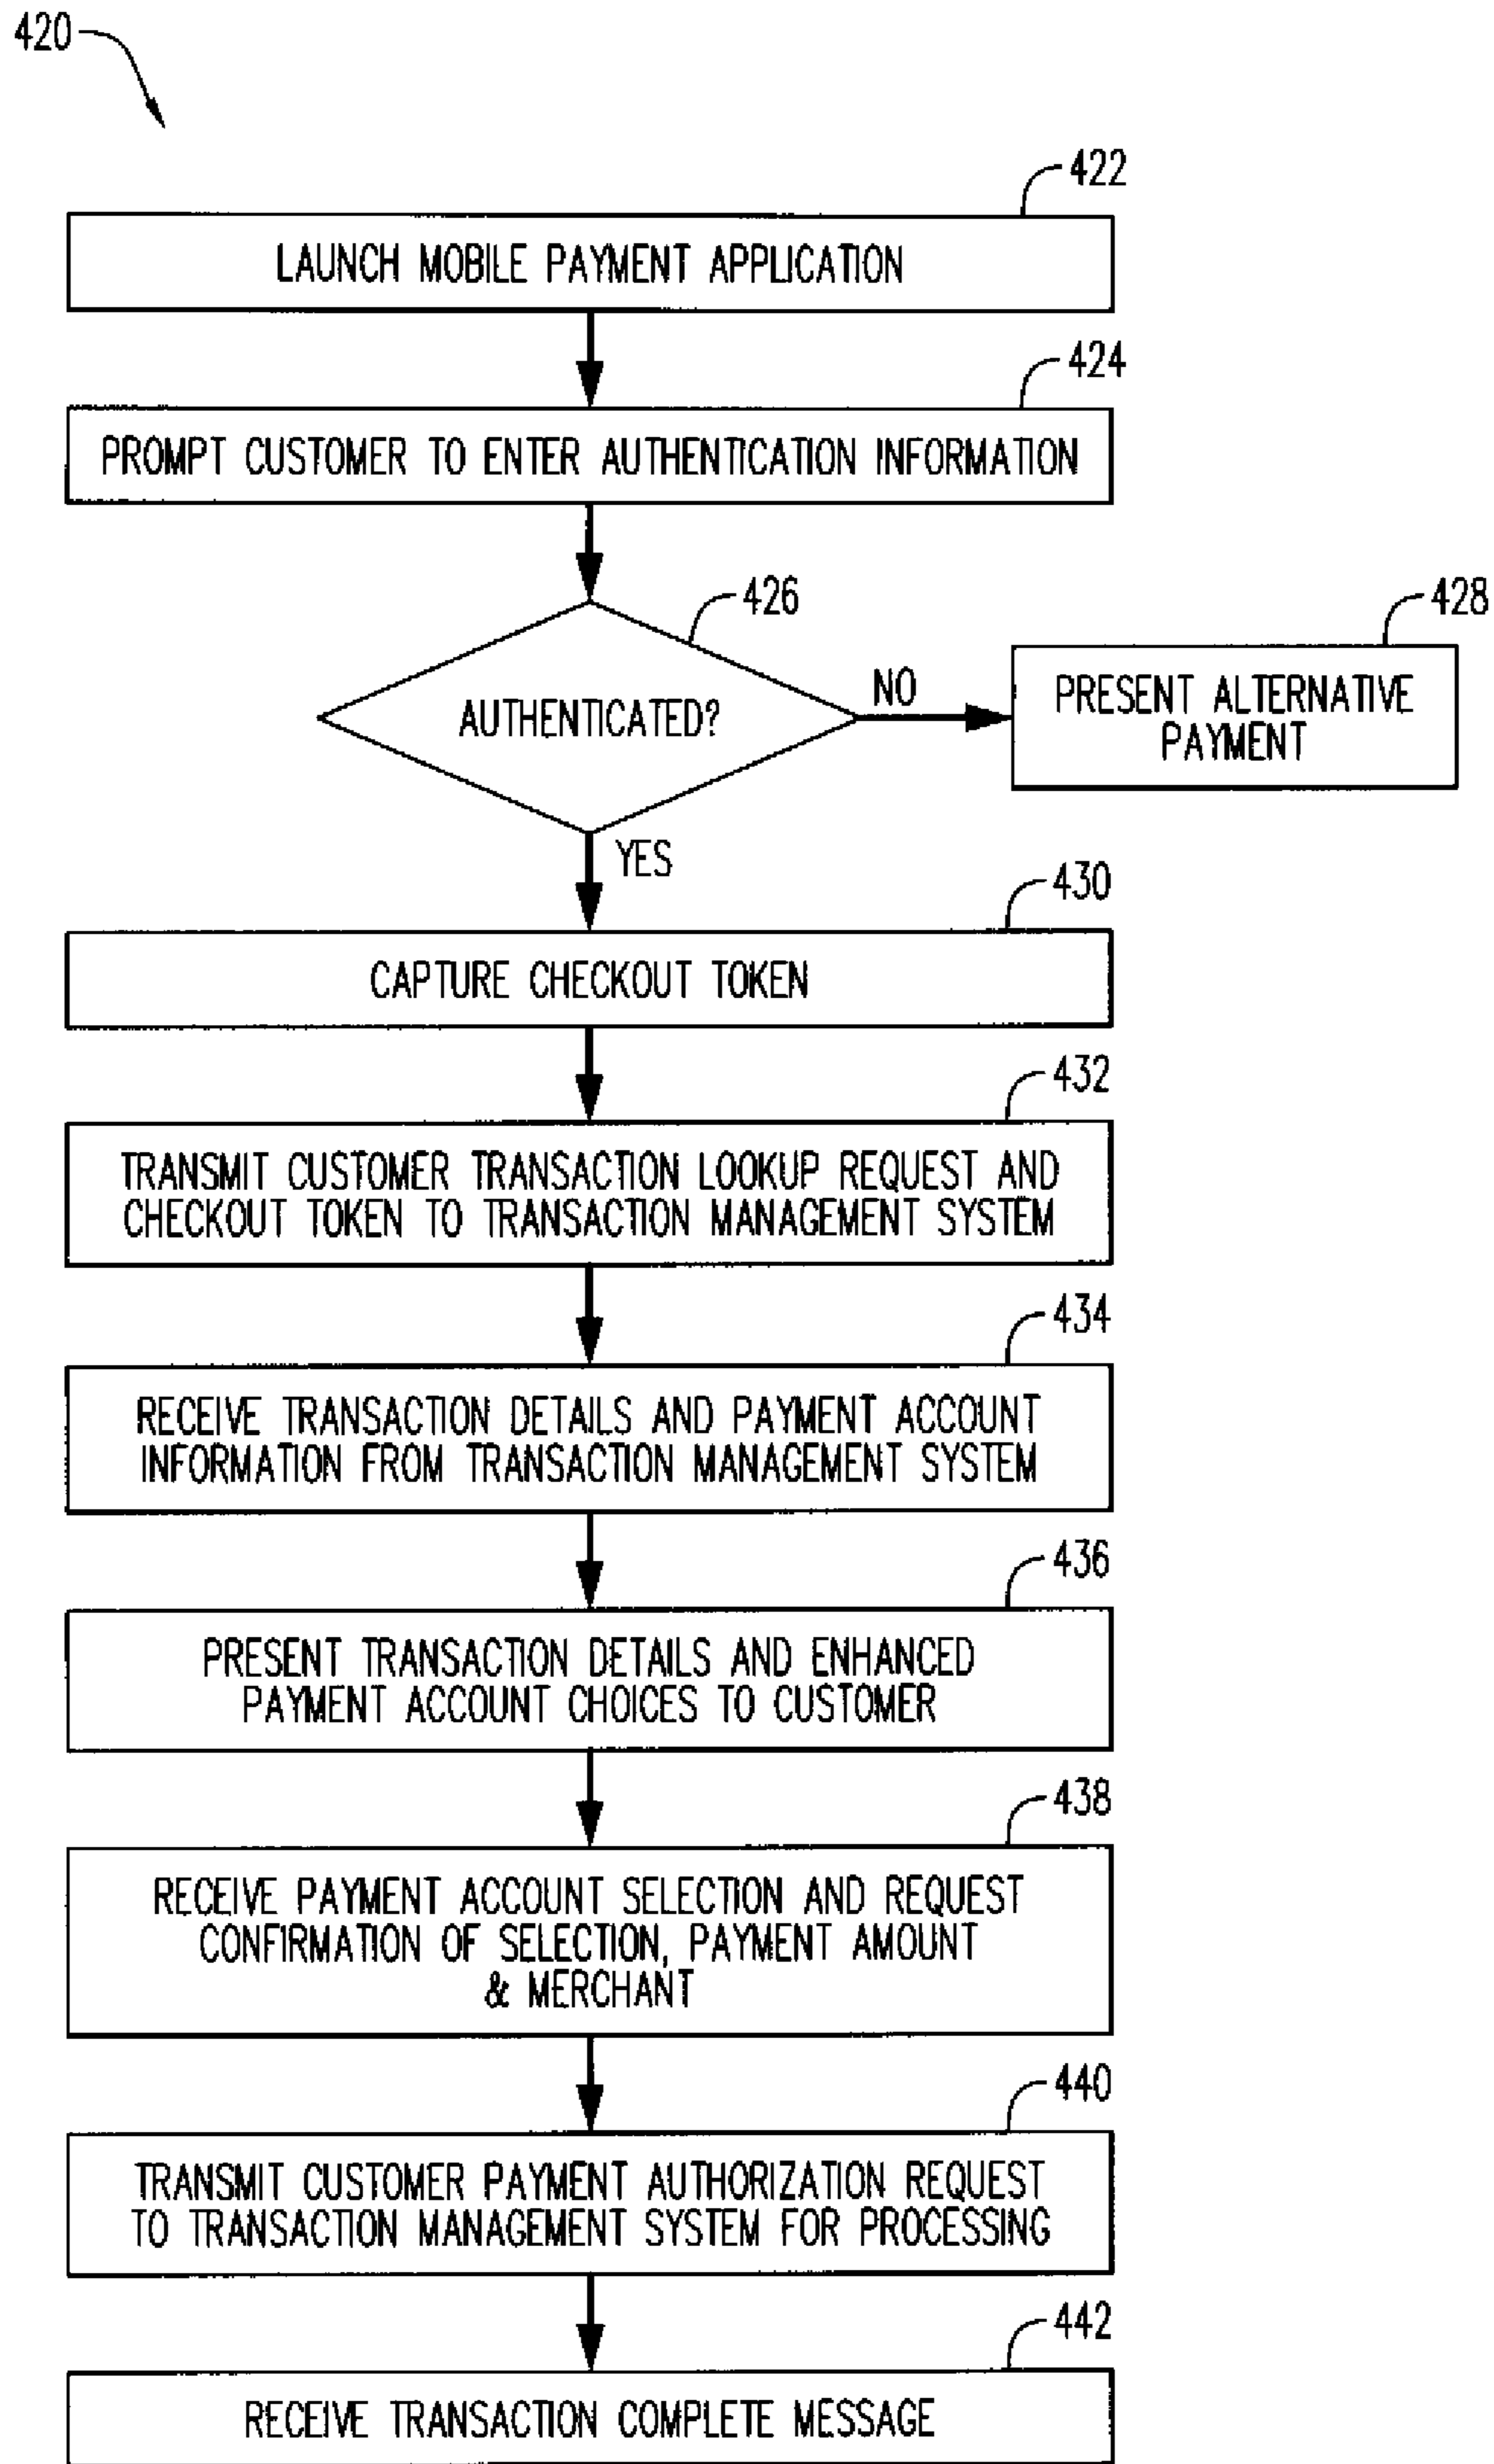 420
422
LAUNCH MOBILE PAYMENT APPLICATION
424
PROMPT CUSTOMER TO ENTER AUTHENTICATION INFORMATION
426
428
AUTHENTICATED?
NO
PRESENT ALTERNATIVE
PAYMENT
YES
430
CAPTURE CHECKOUT TOKEN
432
TRANSMIT CUSTOMER TRANSACTION LOOKUP REQUEST AND
CHECKOUT TOKEN TO TRANSACTION MANAGEMENT SYSTEM
434
RECEIVE TRANSACTION DETAILS AND PAYMENT ACCOUNT
INFORMATION FROM TRANSACTION MANAGEMENT SYSTEM
436
PRESENT TRANSACTION DETAILS AND ENHANCED
PAYMENT ACCOUNT CHOICES TO CUSTOMER
438
RECEIVE PAYMENT ACCOUNT SELECTION AND REQUEST
CONFIRMATION OF SELECTION, PAYMENT AMOUNT
& MERCHANT
440
TRANSMIT CUSTOMER PAYMENT AUTHORIZATION REQUEST
TO TRANSACTION MANAGEMENT SYSTEM FOR PROCESSING
442
RECEIVE TRANSACTION COMPLETE MESSAGE